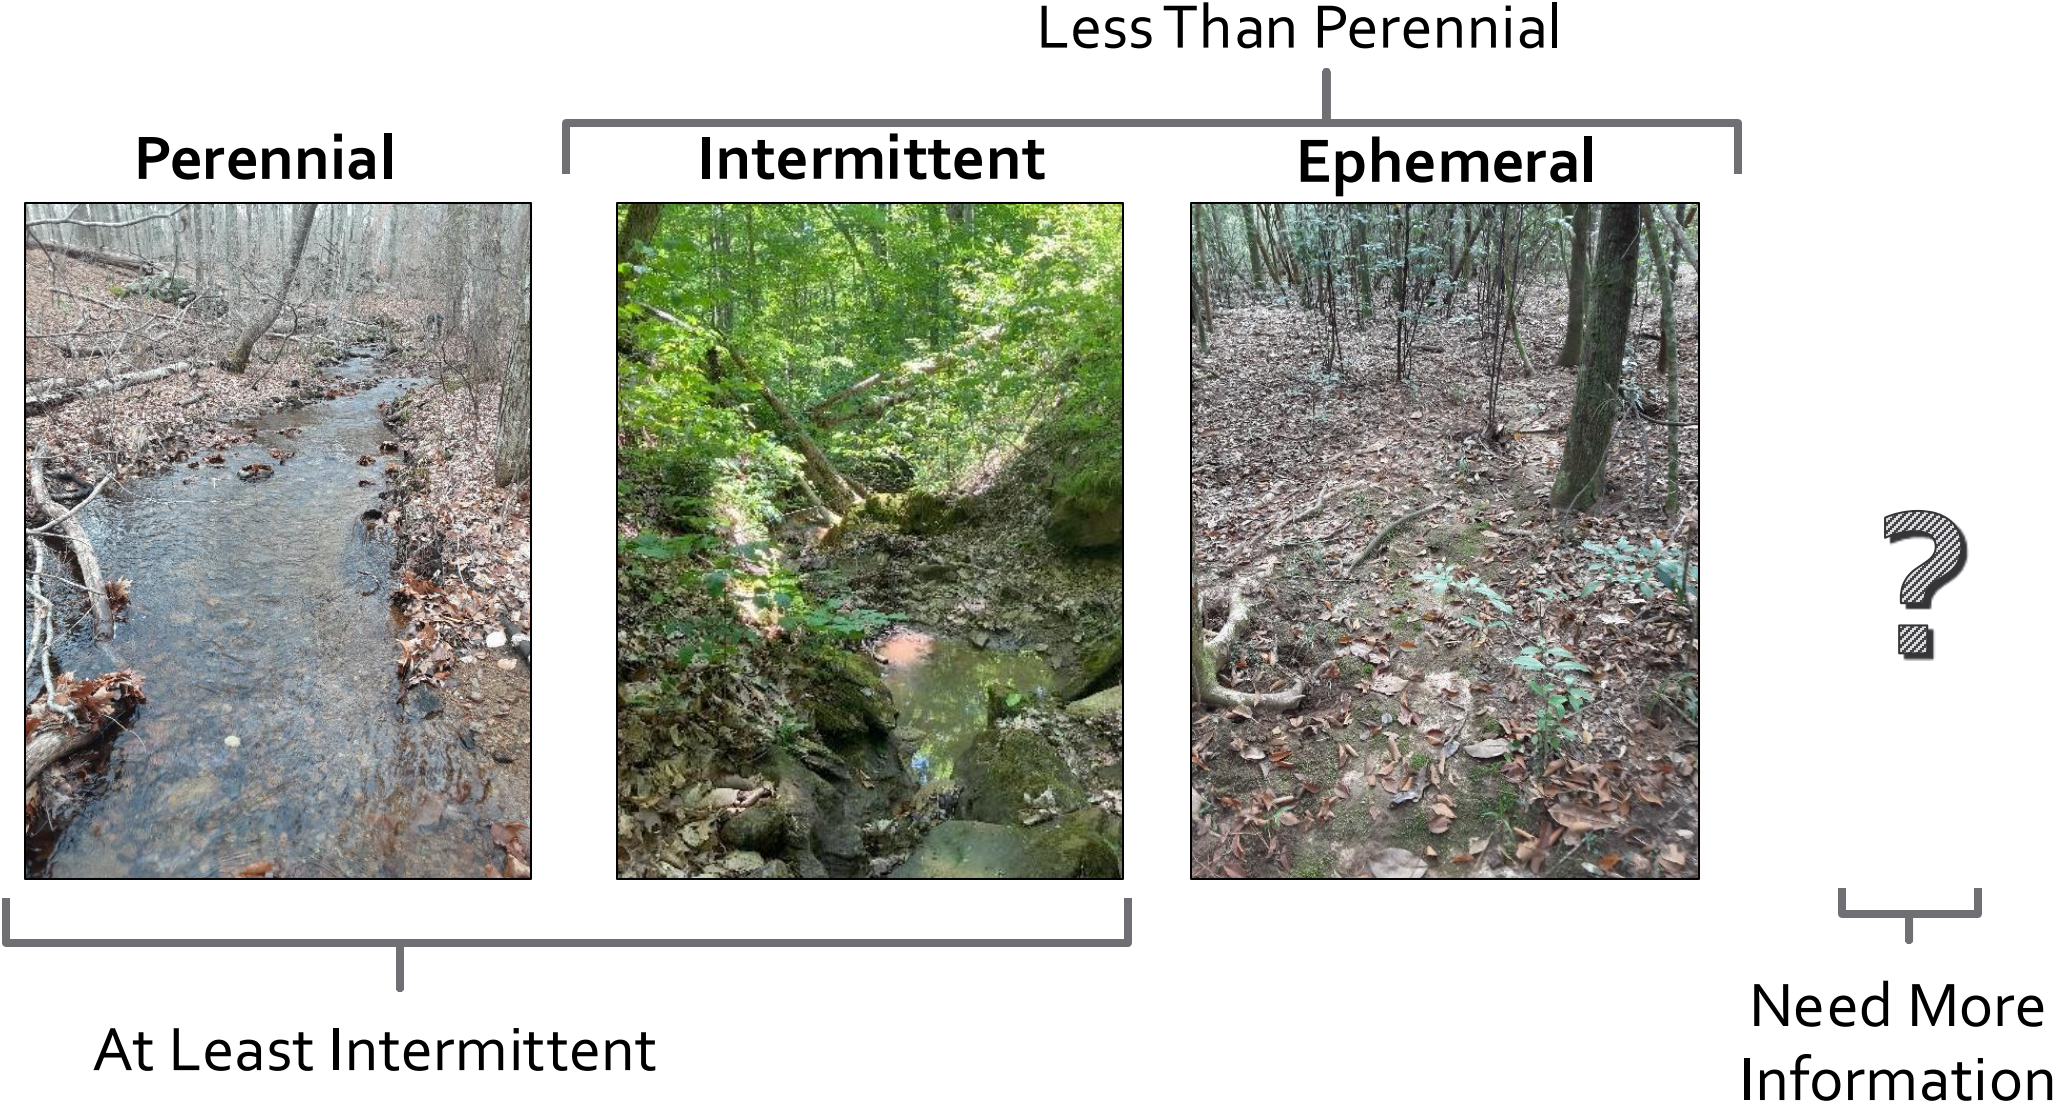 Less Than Perennial
Perennial
Intermittent
Ephemeral
?
At Least Intermittent
Need More
Information